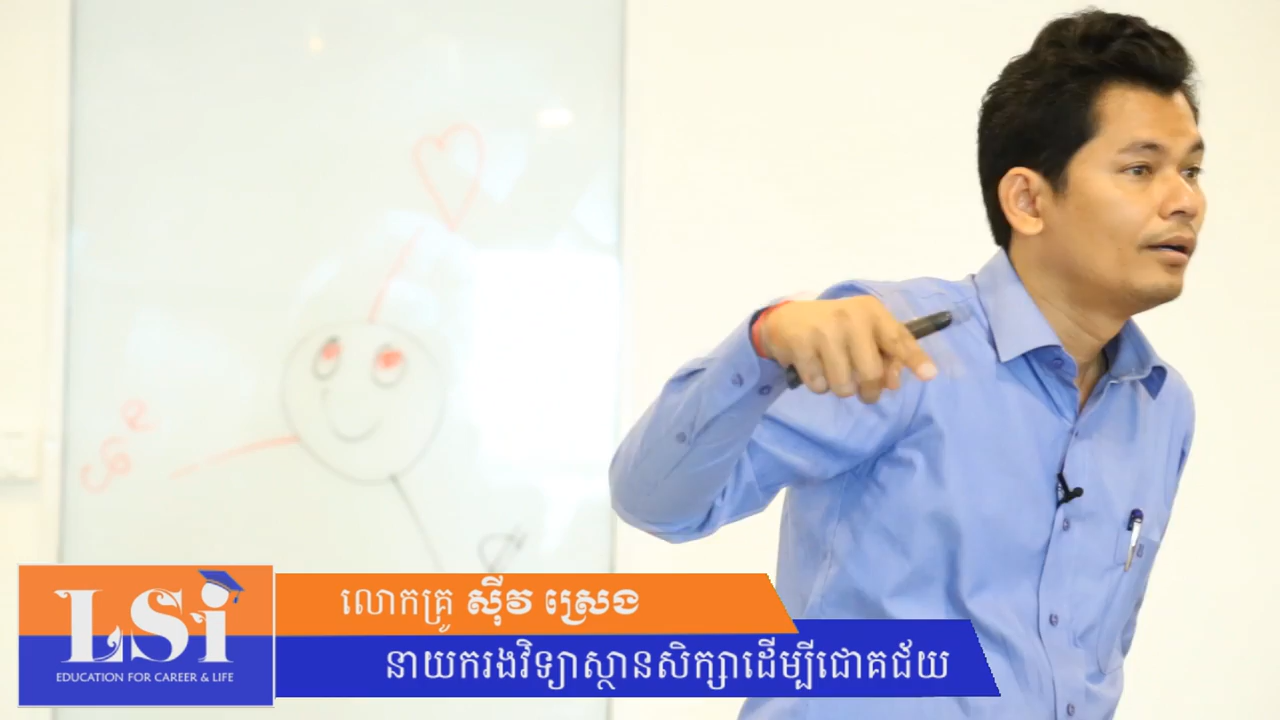 LSi
EDUCATION FOR CAREER & LIFE
លោកគ្រូ ស៊ីវ ស្រេង
នាយករងវិទ្យាស្ថានសិក្សាដើម្បីជោគជ័យ